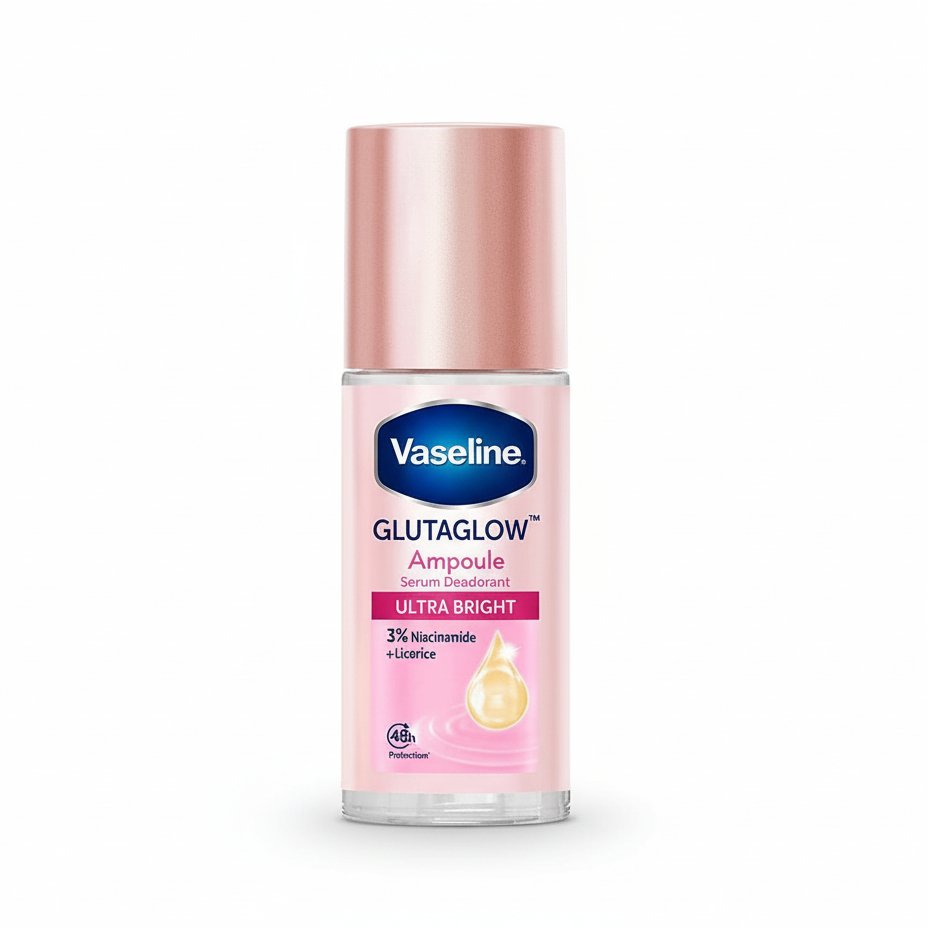 Vaseline®
GLUTAGLOW™
Ampoule
Serum Deadorant
ULTRA BRIGHT
3% Niacinamide
+Licorice
48h
Protection*